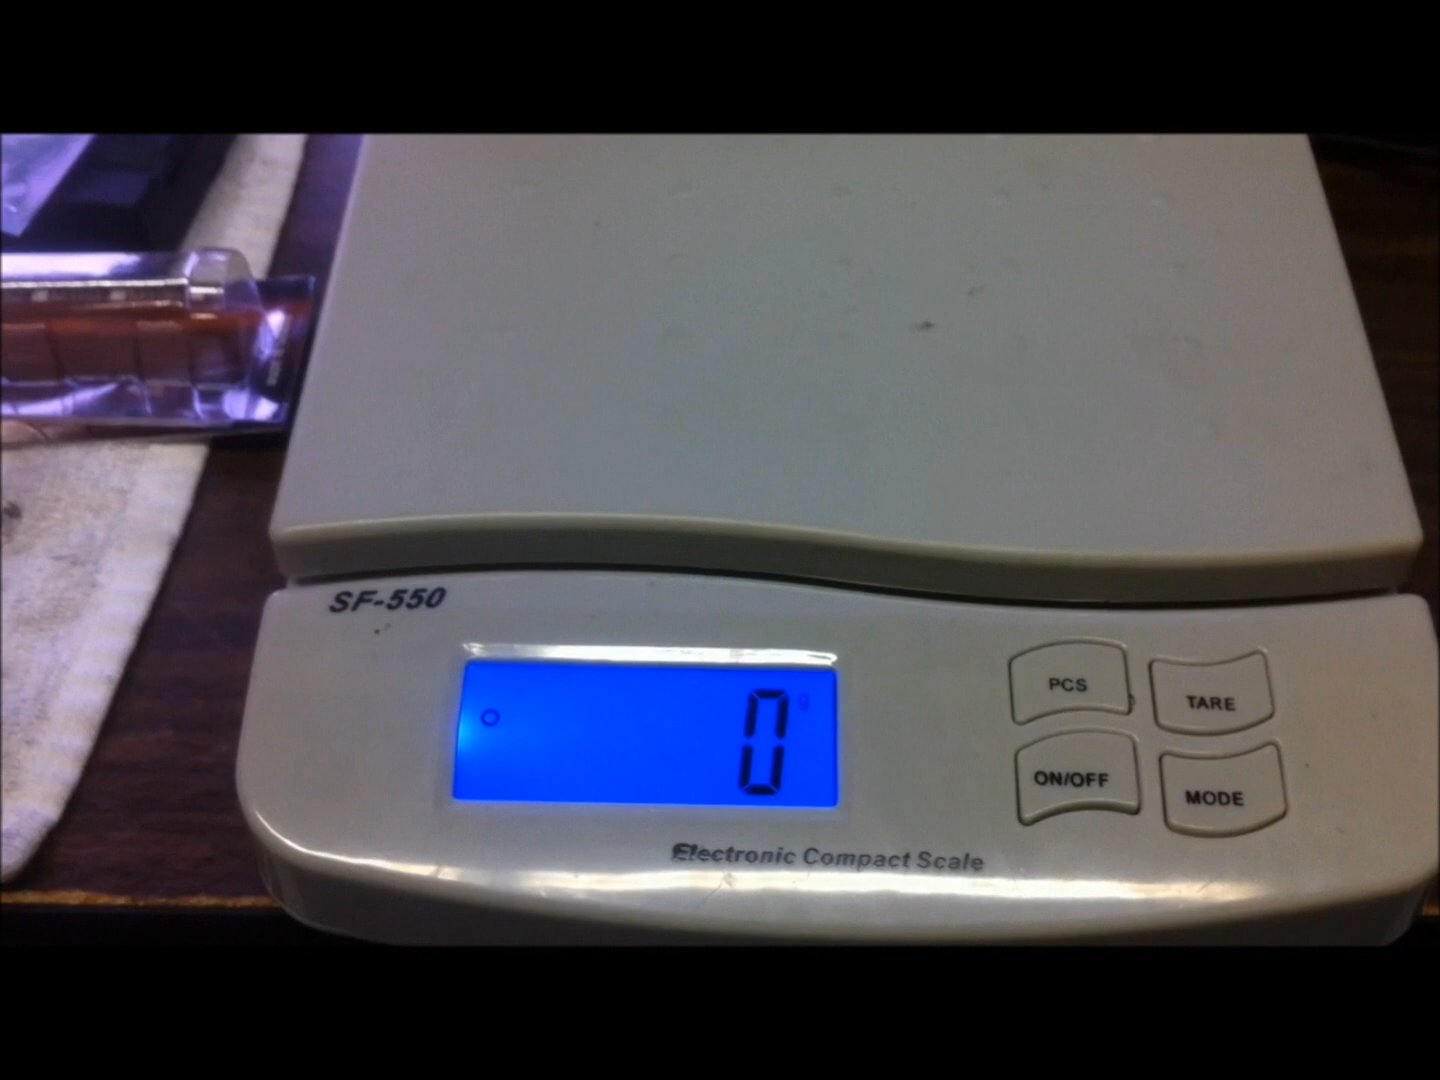 SF-550
0 g
PCS
TARE
ON/OFF
MODE
Electronic Compact Scale